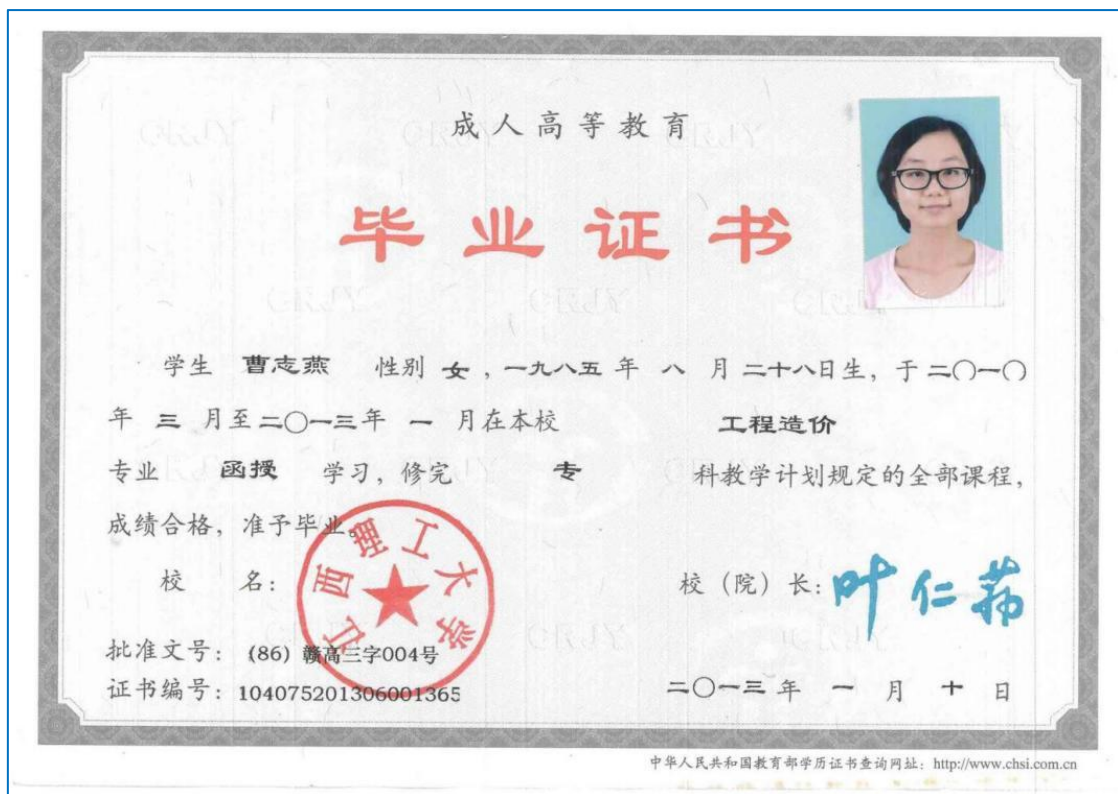 成人高等教育
毕业证书
学生 曹志燕 性别 女，一九八五年 八 月二十八日生，于二〇一〇
年 三 月至二〇一三年 一 月在本校 工程造价
专业 函授 学习，修完 专 科教学计划规定的全部课程，
成绩合格，准予毕业。
校 名： 江西理工大学 校（院）长：叶仁荪
批准文号：(86) 赣高三字004号
证书编号：104075201306001365 二〇一三年 一 月 十 日
中华人民共和国教育部学历证书查询网址：http://www.chsi.com.cn